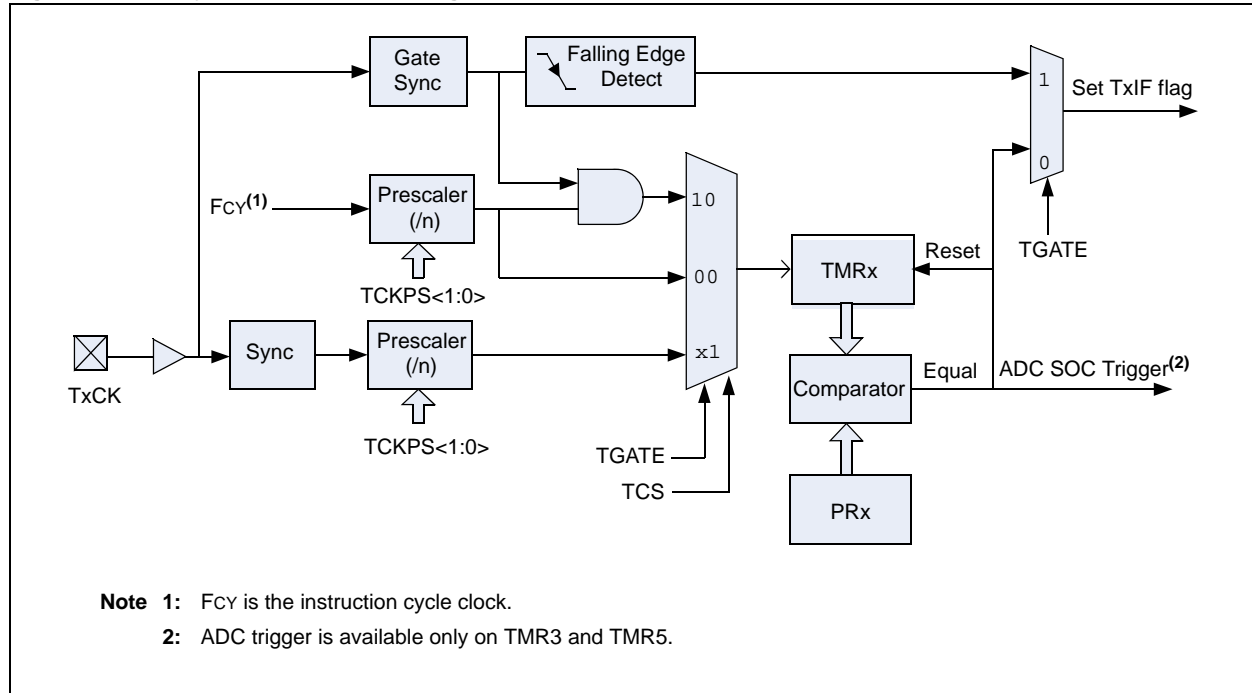 Gate
Sync
Falling Edge
Detect
1
Set TxIF flag
0
TGATE
FCY(1)
Prescaler
(/n)
10
TCKPS<1:0>
00
TMRx
Reset
TxCK
Sync
Prescaler
(/n)
x1
TCKPS<1:0>
Comparator
Equal
ADC SOC Trigger(2)
TGATE
TCS
PRx
Note 1: FCY is the instruction cycle clock.
2: ADC trigger is available only on TMR3 and TMR5.